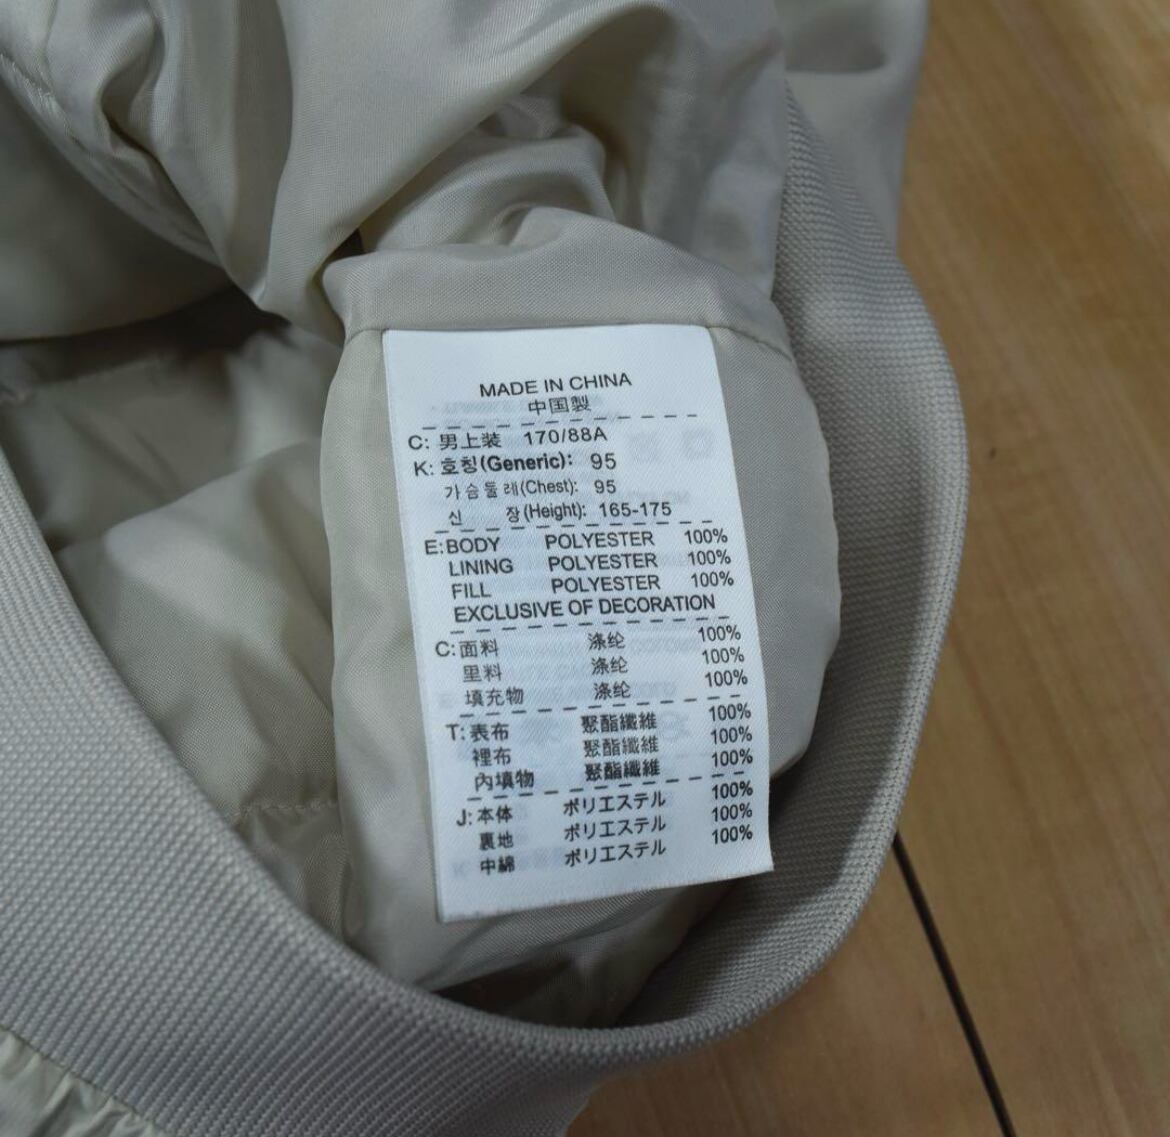 MADE IN CHINA
中国製
C: 男上装 170/88A
K: 호칭(Generic): 95
가슴둘레(Chest): 95
신 장(Height): 165-175
E: BODY POLYESTER 100%
LINING POLYESTER 100%
FILL POLYESTER 100%
EXCLUSIVE OF DECORATION
C: 面料 涤纶 100%
里料 涤纶 100%
填充物 涤纶 100%
T: 表布 聚酯纖維 100%
裡布 聚酯纖維 100%
內填物 聚酯纖維 100%
J: 本体 ポリエステル 100%
裏地 ポリエステル 100%
中綿 ポリエステル 100%